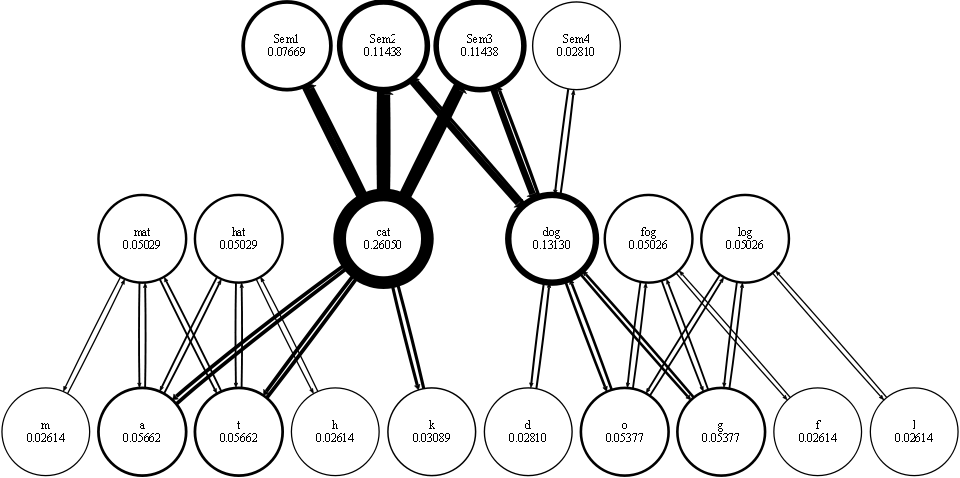 Sem1
0.07669
Sem2
0.11438
Sem3
0.11438
Sem4
0.02810
mat
0.05029
hat
0.05029
cat
0.26050
dog
0.13130
fog
0.05026
log
0.05026
m
0.02614
a
0.05662
t
0.05662
h
0.02614
k
0.03089
d
0.02810
o
0.05377
g
0.05377
f
0.02614
l
0.02614